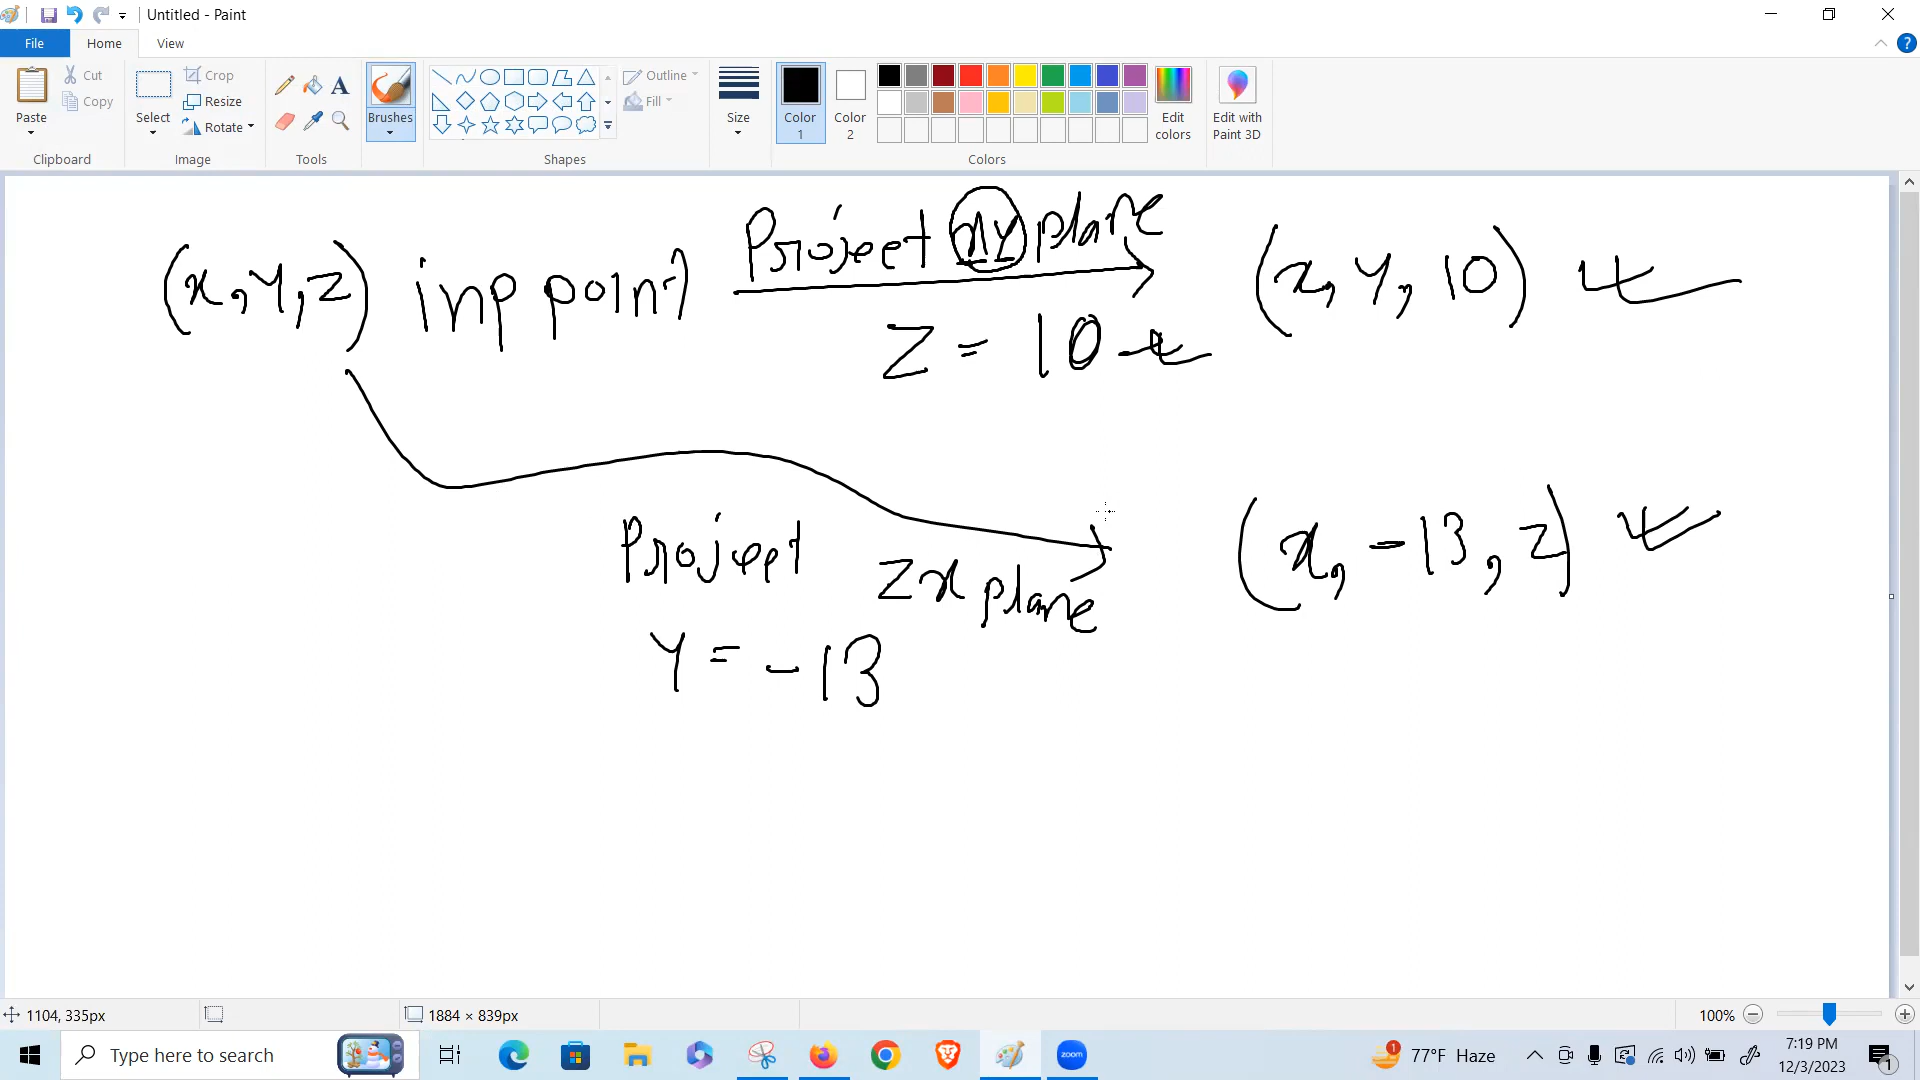 Untitled - Paint
File Home View
Paste
Cut
Copy
Clipboard
Select
Crop
Resize
Rotate
Image
Tools
Brushes
Outline
Fill
Shapes
Size
Color 1
Color 2
Colors
Edit colors
Edit with Paint 3D
(x, y, z) inp point
Project xy plane
z = 10
(x, y, 10)
Project zx plane
y = -13
(x, -13, z)
1104, 335px
1884 × 839px
100%
Type here to search
zoom
1
77°F Haze
7:19 PM
12/3/2023
1